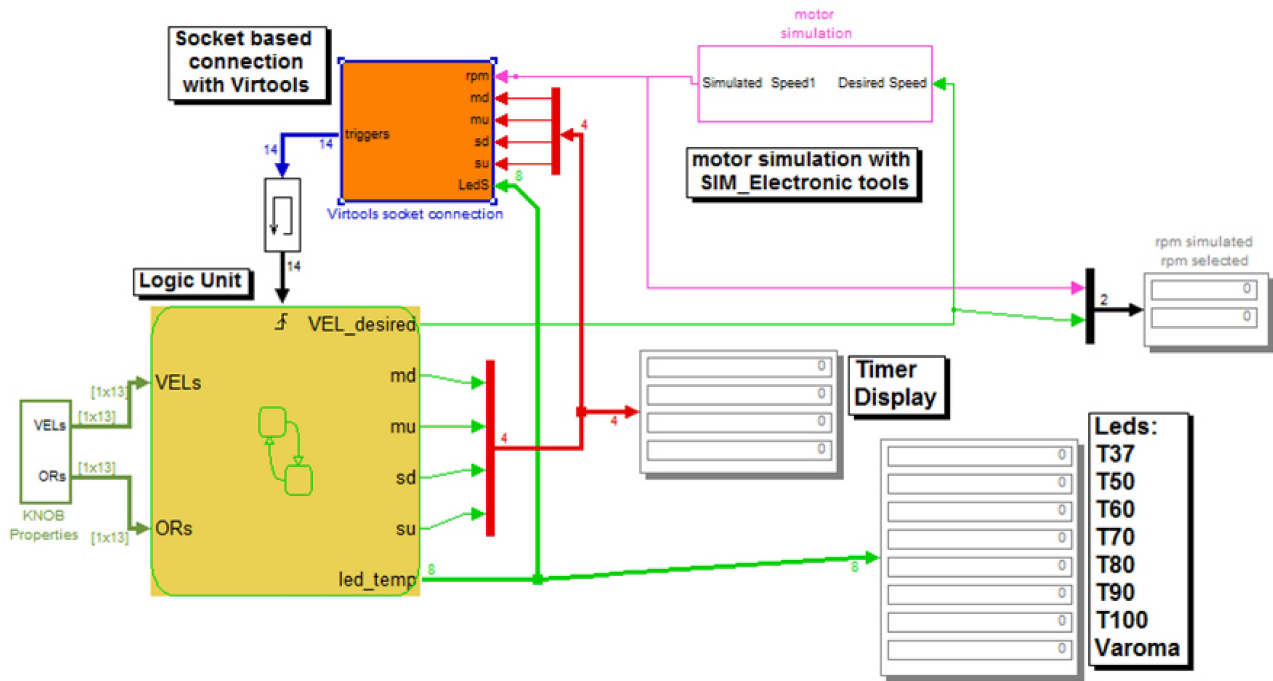 Socket based
connection
with Virtools
motor
simulation
rpm
md
mu
sd
su
LedS
triggers
Simulated Speed1
Desired Speed
4
8
14
14
Virtools socket connection
motor simulation with
SIM_Electronic tools
14
Logic Unit
rpm simulated
rpm selected
0
0
2
VEL_desired
VELs
md
mu
sd
su
ORs
led_temp
[1x13]
[1x13]
VELs
ORs
[1x13]
[1x13]
KNOB
Properties
4
4
8
8
0
0
0
0
Timer
Display
0
0
0
0
0
0
0
0
Leds:
T37
T50
T60
T70
T80
T90
T100
Varoma